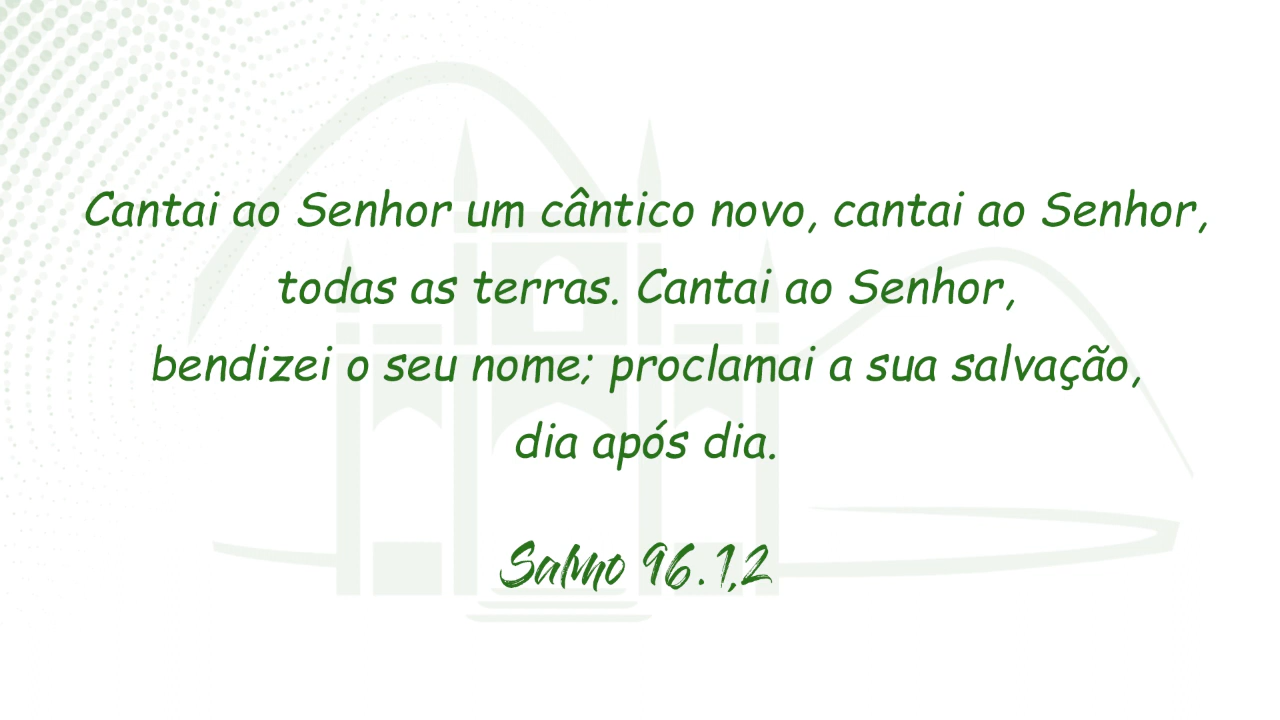 Cantai ao Senhor um cântico novo, cantai ao Senhor,
todas as terras. Cantai ao Senhor,
bendizei o seu nome; proclamai a sua salvação,
dia após dia.
Salmo 96.1,2